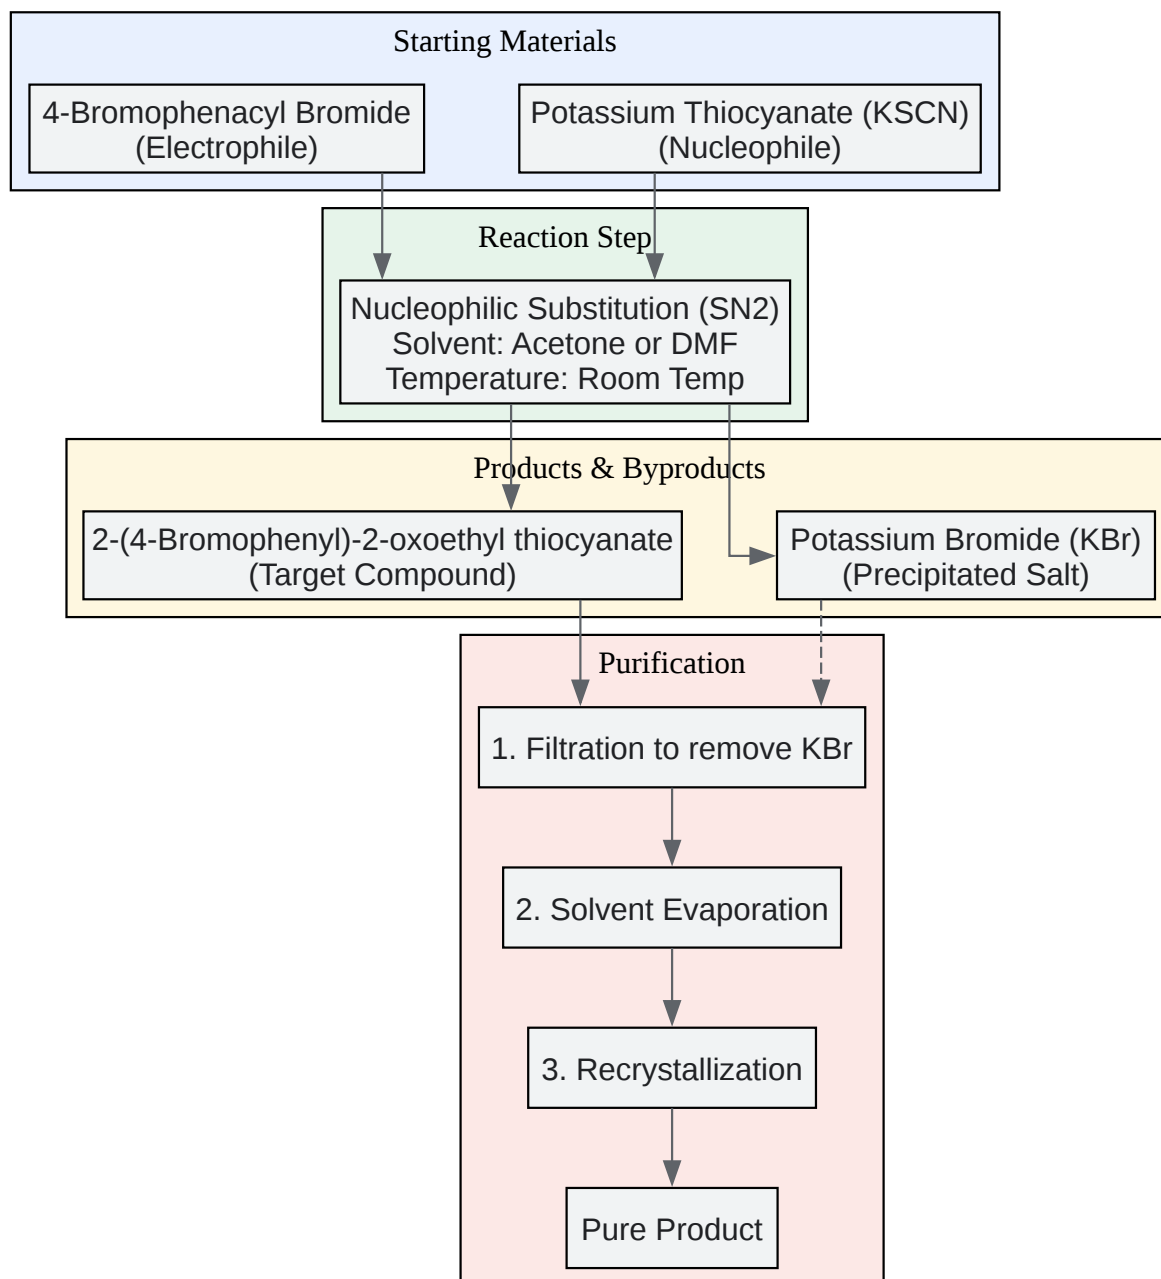 Starting Materials
4-Bromophenacyl Bromide
(Electrophile)
Potassium Thiocyanate (KSCN)
(Nucleophile)
Reaction Step
Nucleophilic Substitution (SN2)
Solvent: Acetone or DMF
Temperature: Room Temp
Products & Byproducts
2-(4-Bromophenyl)-2-oxoethyl thiocyanate
(Target Compound)
Potassium Bromide (KBr)
(Precipitated Salt)
Purification
1. Filtration to remove KBr
2. Solvent Evaporation
3. Recrystallization
Pure Product